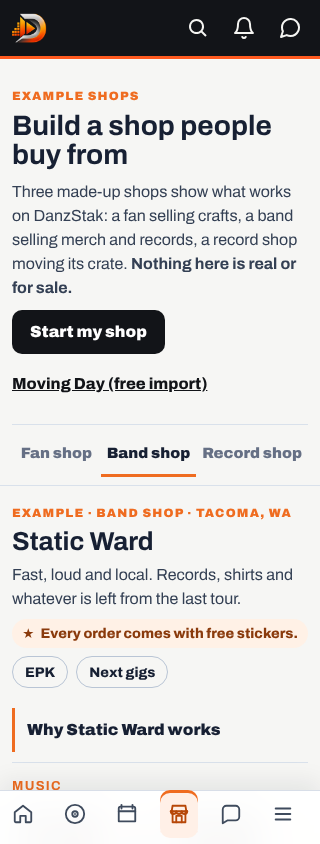 EXAMPLE SHOPS
Build a shop people
buy from
Three made-up shops show what works
on DanzStak: a fan selling crafts, a band
selling merch and records, a record shop
moving its crate. Nothing here is real or
for sale.
Start my shop
Moving Day (free import)
Fan shop Band shop Record shop
EXAMPLE · BAND SHOP · TACOMA, WA
Static Ward
Fast, loud and local. Records, shirts and
whatever is left from the last tour.
★ Every order comes with free stickers.
EPK Next gigs
Why Static Ward works
MUSIC